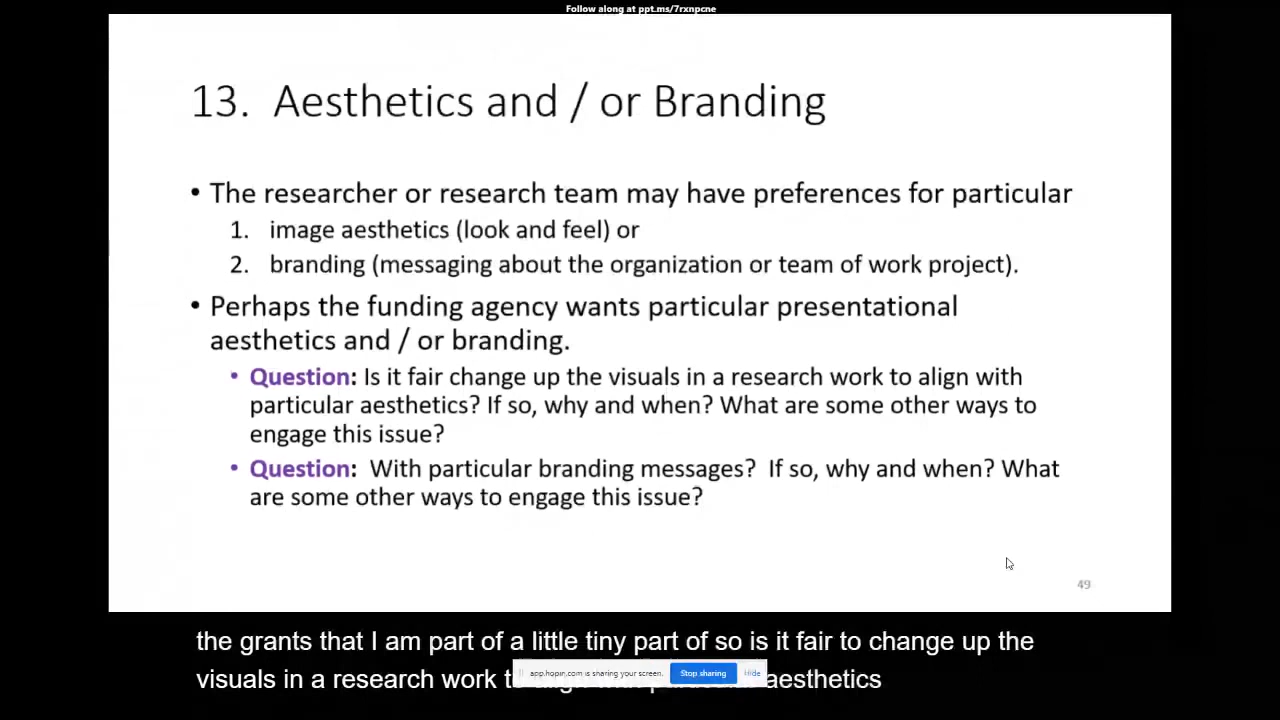 Follow along at ppt.ms/7rxnpcne
13. Aesthetics and / or Branding
• The researcher or research team may have preferences for particular
1. image aesthetics (look and feel) or
2. branding (messaging about the organization or team of work project).
• Perhaps the funding agency wants particular presentational
aesthetics and / or branding.
• Question: Is it fair change up the visuals in a research work to align with
particular aesthetics? If so, why and when? What are some other ways to
engage this issue?
• Question: With particular branding messages? If so, why and when? What
are some other ways to engage this issue?
49
the grants that I am part of a little tiny part of so is it fair to change up the
visuals in a research work aesthetics
app.hopin.com is sharing your screen. Stop sharing Hide